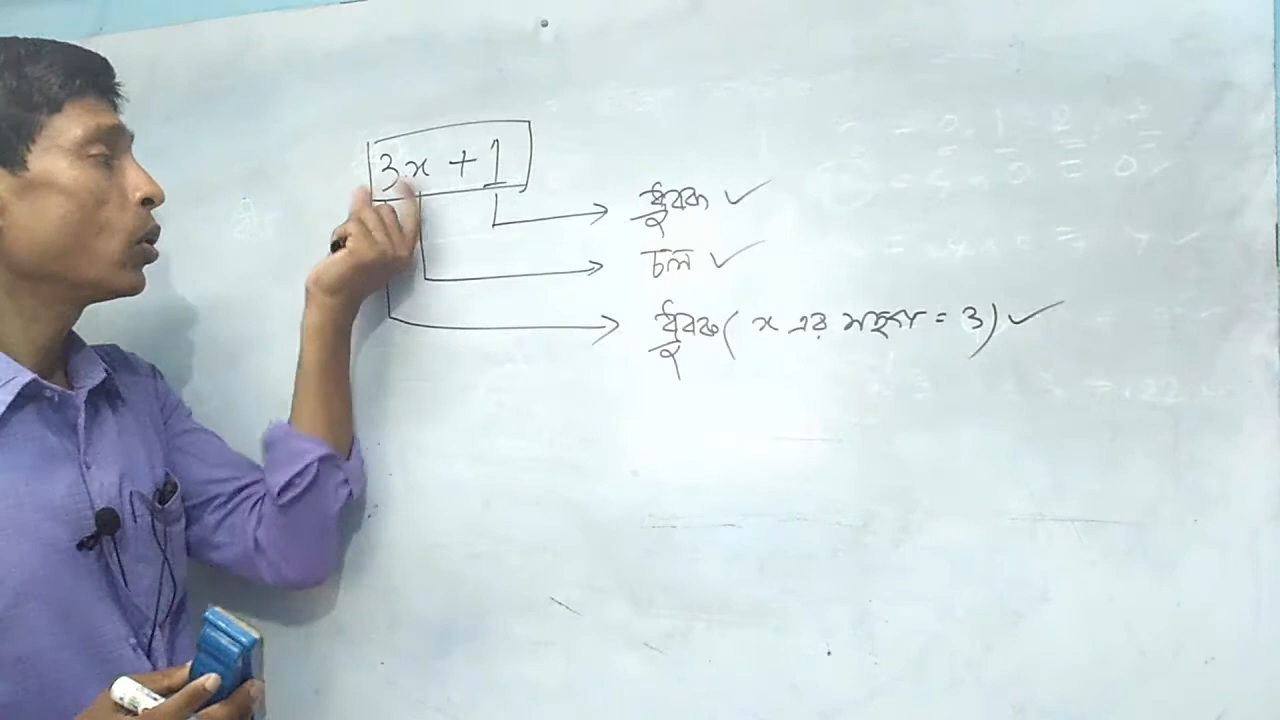 3x + 1
ধ্রুবক ✓
চল ✓
ধ্রুবক ( x এর সহগ = 3) ✓